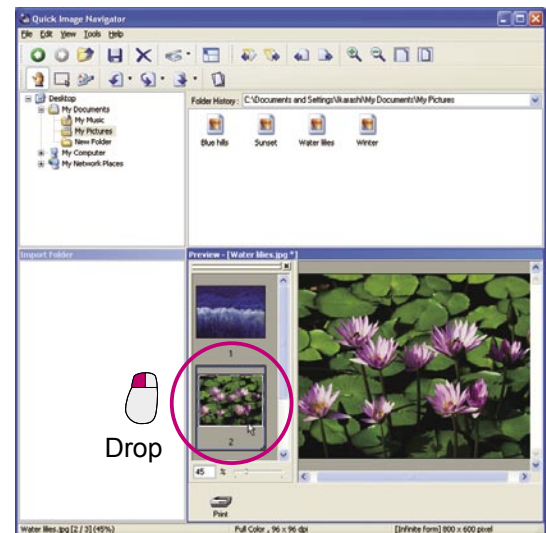 Quick Image Navigator
File Edit View Tools Help
Desktop
My Documents
My Music
My Pictures
New Folder
My Computer
My Network Places
Folder History : C:\Documents and Settings\Ikarashi\My Documents\My Pictures
Blue hills Sunset Water lilies Winter
Import Folder
Preview - [Water lilies.jpg *]
1
2
Drop
45 %
Print
Water lilies.jpg [2 / 3] (45%) Full Color , 96 x 96 dpi [Infinite form] 800 x 600 pixel